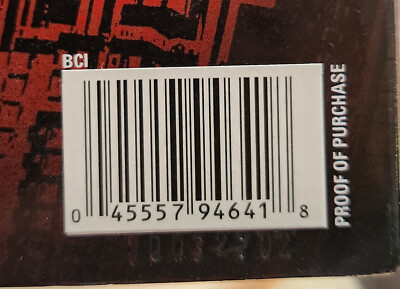 BCI
PROOF OF PURCHASE
0 45557 94641 8